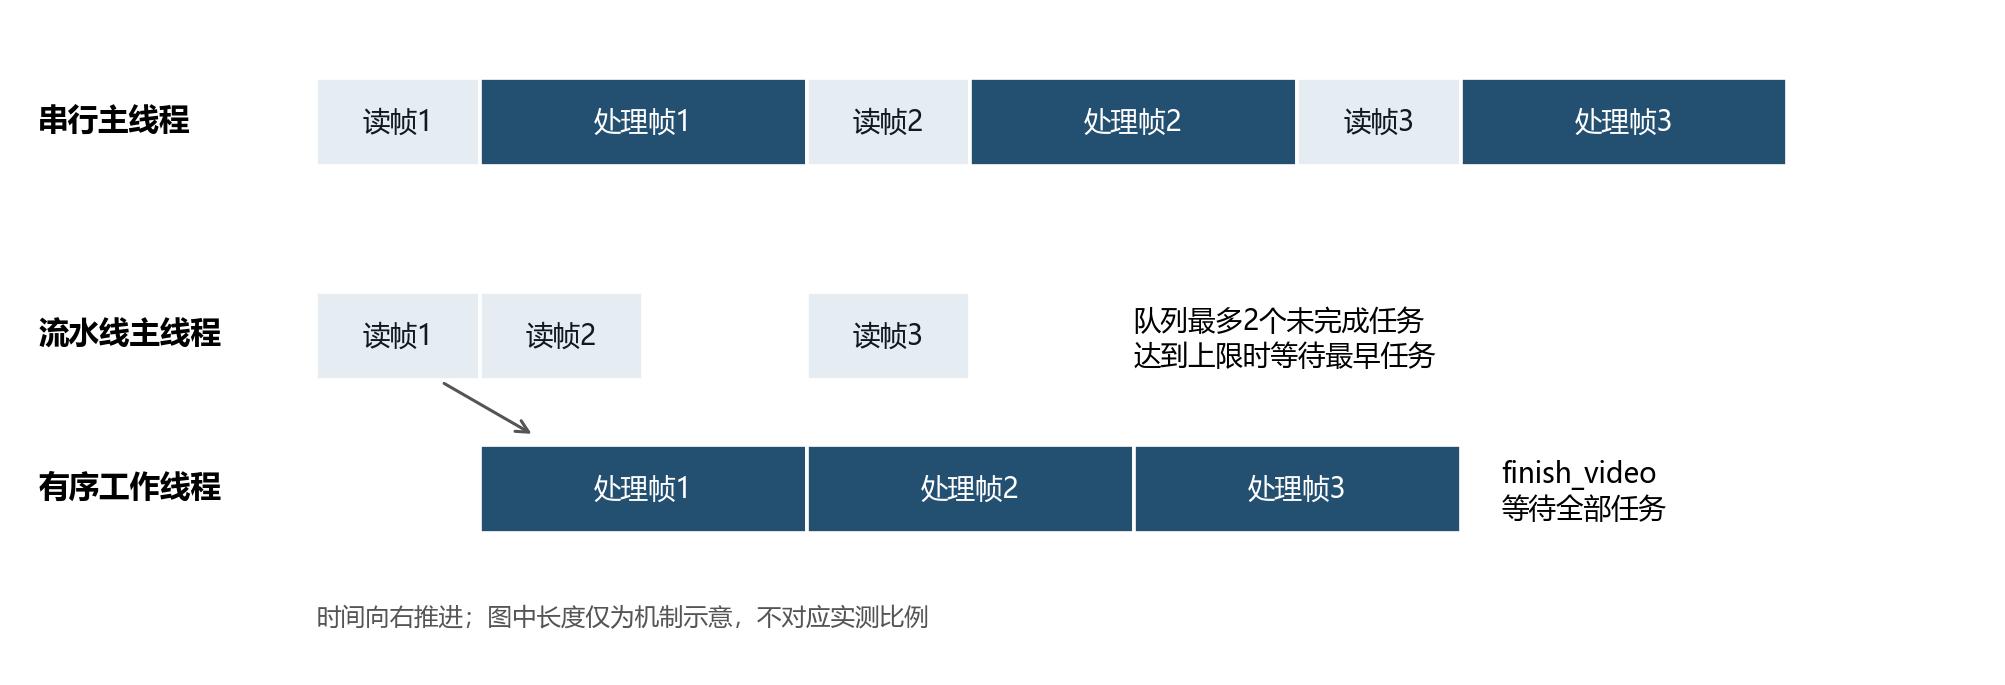 串行主线程
读帧1
处理帧1
读帧2
处理帧2
读帧3
处理帧3
流水线主线程
读帧1
读帧2
读帧3
队列最多2个未完成任务
达到上限时等待最早任务
有序工作线程
处理帧1
处理帧2
处理帧3
finish_video
等待全部任务
时间向右推进；图中长度仅为机制示意，不对应实测比例